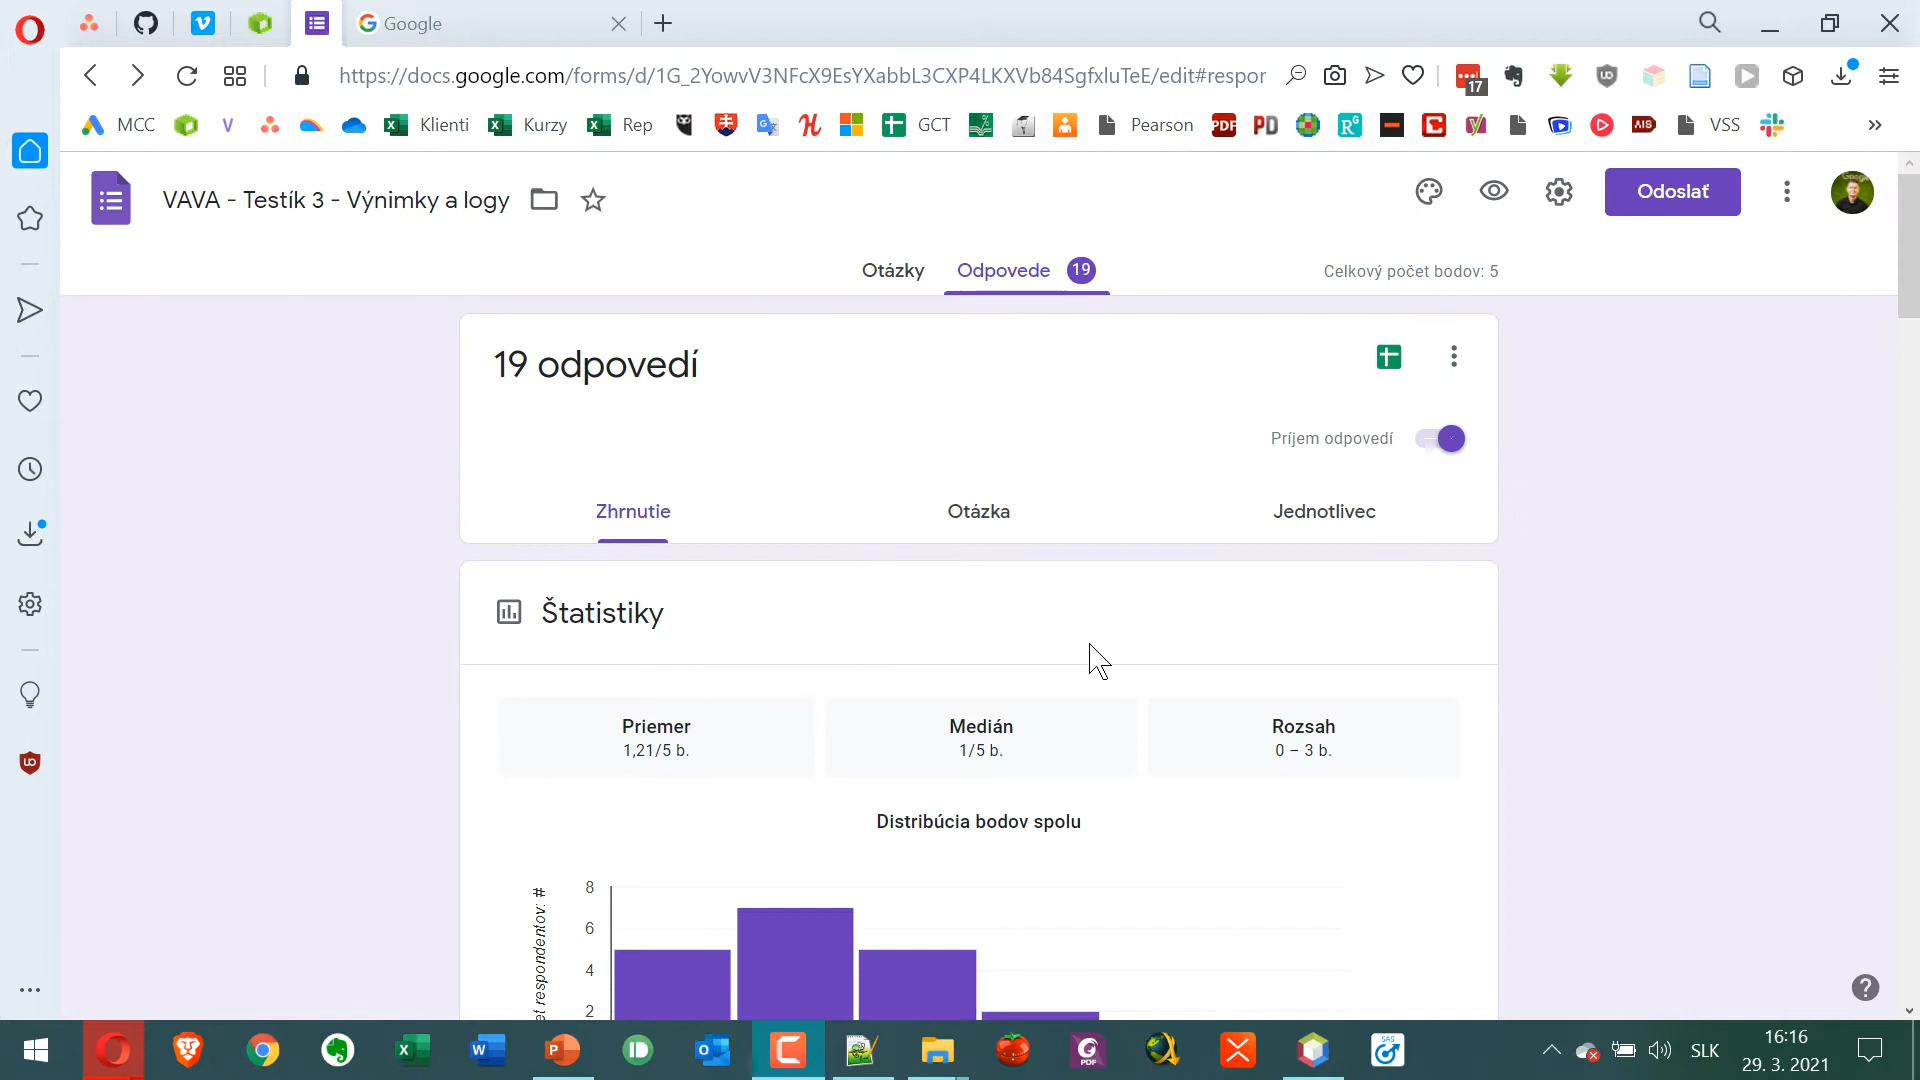 Google
https://docs.google.com/forms/d/1G_2YowvV3NFcX9EsYXabbL3CXP4LKXVb84SgfxluTeE/edit#respor
17
MCC
Klienti
Kurzy
Rep
GCT
Pearson
VSS
VAVA - Testík 3 - Výnimky a logy
Odoslať
Otázky
Odpovede 19
Celkový počet bodov: 5
19 odpovedí
Príjem odpovedí
Zhrnutie
Otázka
Jednotlivec
Štatistiky
Priemer
1,21/5 b.
Medián
1/5 b.
Rozsah
0 – 3 b.
Distribúcia bodov spolu
et respondentov: #
8
6
4
2
SLK
16:16
29. 3. 2021